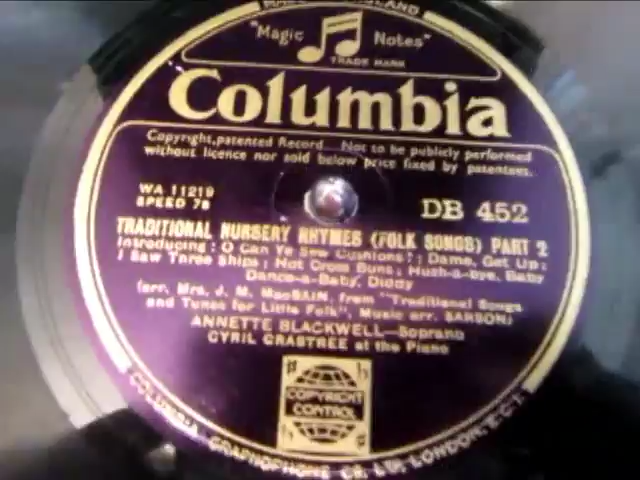 MADE IN ENGLAND
"Magic Notes"
TRADE MARK
Columbia
Copyright, patented Record Not to be publicly performed
without licence nor sold below price fixed by patentees.
WA 11219
SPEED 78
DB 452
TRADITIONAL NURSERY RHYMES (FOLK SONGS) PART 2
Introducing: O Can Ye Sew Cushions?; Dame, Get Up;
I Saw Three Ships; Hot Cross Buns; Hush-a-bye, Baby
Dance-a-Baby, Diddy
(arr. Mrs. J. M. MacBAIN, from "Traditional Songs
and Tunes for Little Folk", Music arr. SARSON)
ANNETTE BLACKWELL—Soprano
CYRIL CRABTREE at the Piano
COPYRIGHT
CONTROL
COLUMBIA GRAPHOPHONE Co. LTD. LONDON, E.C.1.